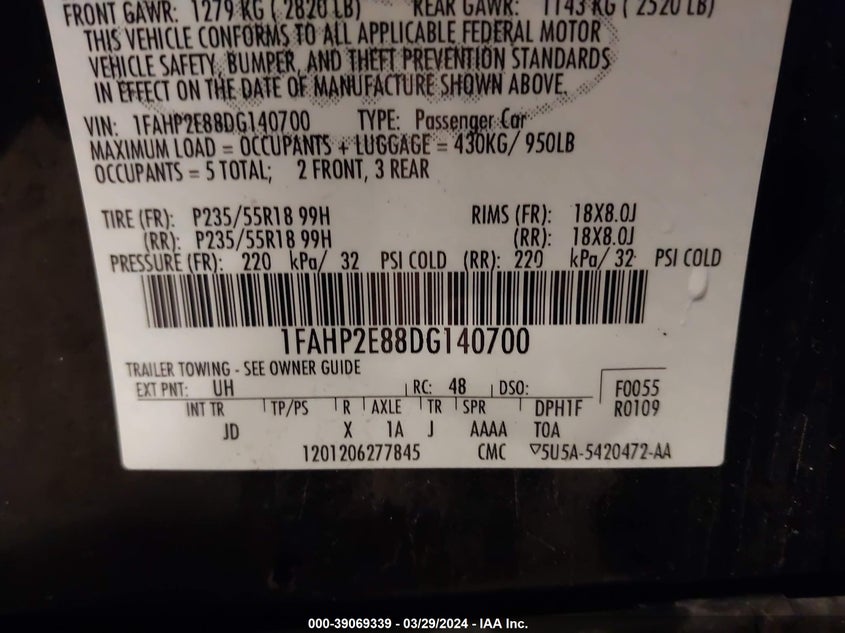 FRONT GAWR: 1279 KG ( 2820 LB) REAR GAWR: 1143 KG ( 2520 LB)
THIS VEHICLE CONFORMS TO ALL APPLICABLE FEDERAL MOTOR
VEHICLE SAFETY, BUMPER, AND THEFT PREVENTION STANDARDS
IN EFFECT ON THE DATE OF MANUFACTURE SHOWN ABOVE.
VIN: 1FAHP2E88DG140700 TYPE: Passenger Car
MAXIMUM LOAD = OCCUPANTS + LUGGAGE = 430KG/ 950LB
OCCUPANTS = 5 TOTAL; 2 FRONT, 3 REAR
TIRE (FR): P235/55R18 99H RIMS (FR): 18X8.0J
(RR): P235/55R18 99H (RR): 18X8.0J
PRESSURE (FR): 220 kPa/ 32 PSI COLD (RR): 220 kPa/ 32 PSI COLD
1FAHP2E88DG140700
TRAILER TOWING - SEE OWNER GUIDE
EXT PNT: UH RC: 48 DSO: F0055
INT TR TP/PS R AXLE TR SPR DPH1F R0109
JD X 1A J AAAA TOA
1201206277845 CMC ▽5U5A-5420472-AA
000-39069339 - 03/29/2024 - IAA Inc.